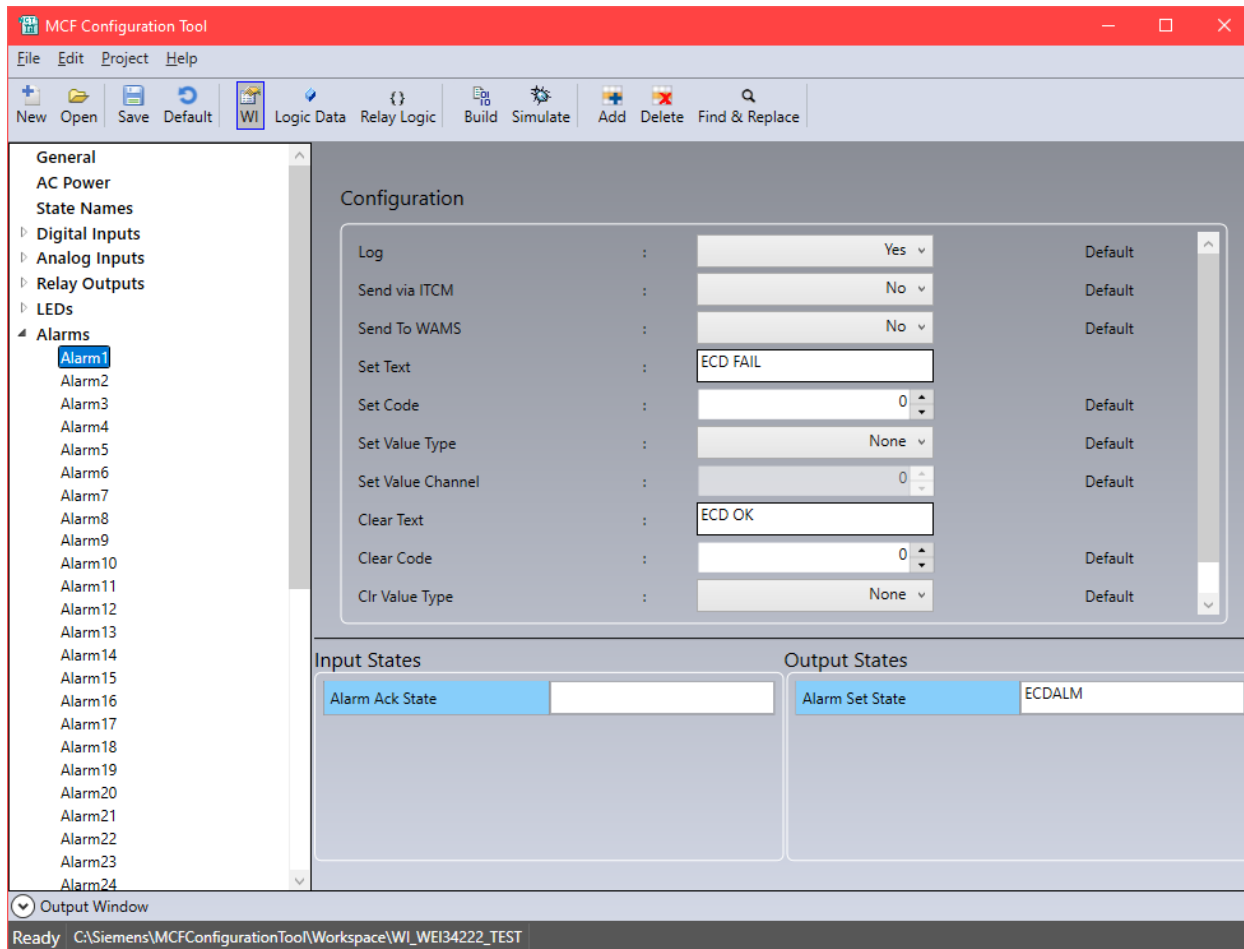 MCF Configuration Tool
File Edit Project Help
New Open Save Default WI Logic Data Relay Logic Build Simulate Add Delete Find & Replace
General
AC Power
State Names
Digital Inputs
Analog Inputs
Relay Outputs
LEDs
Alarms
Alarm1
Alarm2
Alarm3
Alarm4
Alarm5
Alarm6
Alarm7
Alarm8
Alarm9
Alarm10
Alarm11
Alarm12
Alarm13
Alarm14
Alarm15
Alarm16
Alarm17
Alarm18
Alarm19
Alarm20
Alarm21
Alarm22
Alarm23
Alarm24
Configuration
Log : Yes Default
Send via ITCM : No Default
Send To WAMS : No Default
Set Text : ECD FAIL
Set Code : 0 Default
Set Value Type : None Default
Set Value Channel : 0 Default
Clear Text : ECD OK
Clear Code : 0 Default
Clr Value Type : None Default
Input States
Alarm Ack State
Output States
Alarm Set State ECDALM
Output Window
Ready C:\Siemens\MCFConfigurationTool\Workspace\WI_WEI34222_TEST